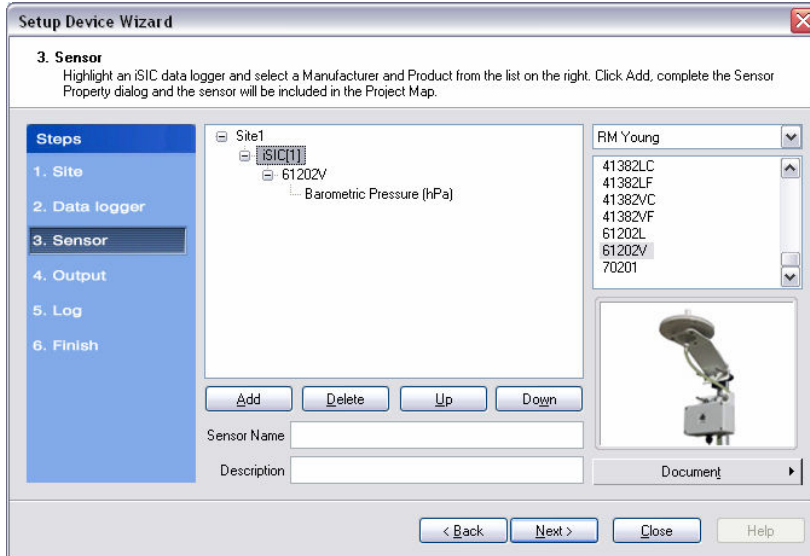 Setup Device Wizard
3. Sensor
Highlight an iSIC data logger and select a Manufacturer and Product from the list on the right. Click Add, complete the Sensor
Property dialog and the sensor will be included in the Project Map.
Steps
1. Site
2. Data logger
3. Sensor
4. Output
5. Log
6. Finish
Site1
iSIC[1]
61202V
Barometric Pressure (hPa)
RM Young
41382LC
41382LF
41382VC
41382VF
61202L
61202V
70201
Add
Delete
Up
Down
Sensor Name
Description
Document
< Back
Next >
Close
Help